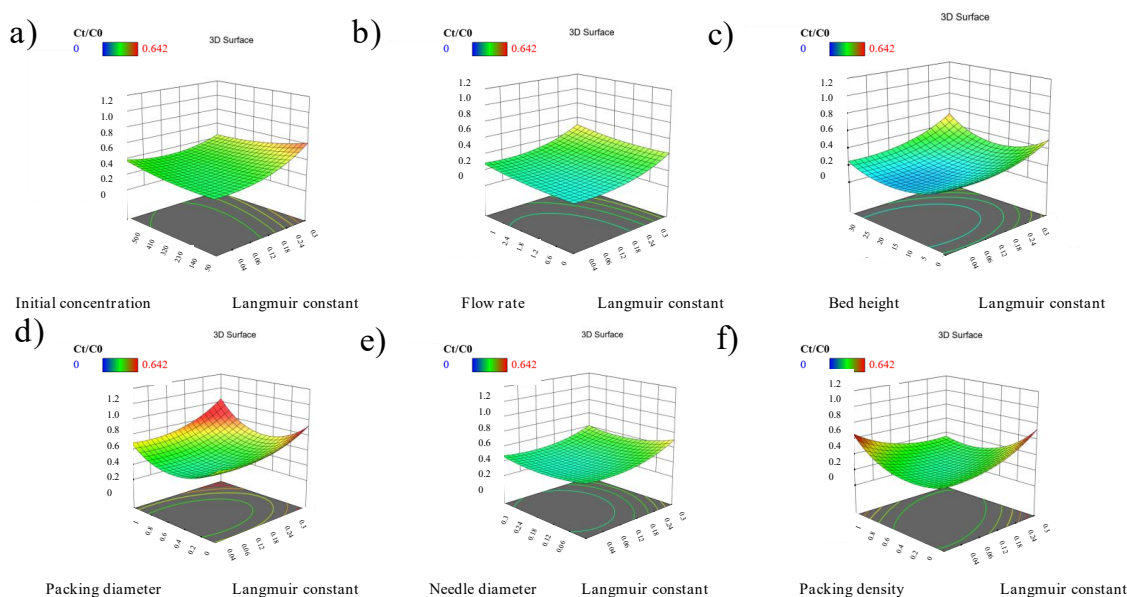 a)
Ct/C0
0 0.642
3D Surface
1.2
1.0
0.8
0.6
0.4
0.2
0
500 410 320 230 140 50
0.04 0.06 0.12 0.18 0.24 0.3
Initial concentration Langmuir constant
b)
Ct/C0
0 0.642
3D Surface
1.2
1.0
0.8
0.6
0.4
0.2
0
1 2.4 1.8 1.2 0.6 0
0.04 0.06 0.12 0.18 0.24 0.3
Flow rate Langmuir constant
c)
Ct/C0
0 0.642
3D Surface
1.2
1.0
0.8
0.6
0.4
0.2
0
30 25 20 15 10 5 0
0.04 0.06 0.12 0.18 0.24 0.3
Bed height Langmuir constant
d)
Ct/C0
0 0.642
3D Surface
1.2
1.0
0.8
0.6
0.4
0.2
0
1 0.8 0.6 0.4 0.2 0
0.04 0.06 0.12 0.18 0.24 0.3
Packing diameter Langmuir constant
e)
Ct/C0
0 0.642
3D Surface
1.2
1.0
0.8
0.6
0.4
0.2
0
0.3 0.24 0.18 0.12 0.06
0.04 0.06 0.12 0.18 0.24 0.3
Needle diameter Langmuir constant
f)
Ct/C0
0 0.642
3D Surface
1.2
1.0
0.8
0.6
0.4
0.2
0
1 0.8 0.6 0.4 0.2 0
0.04 0.06 0.12 0.18 0.24 0.3
Packing density Langmuir constant